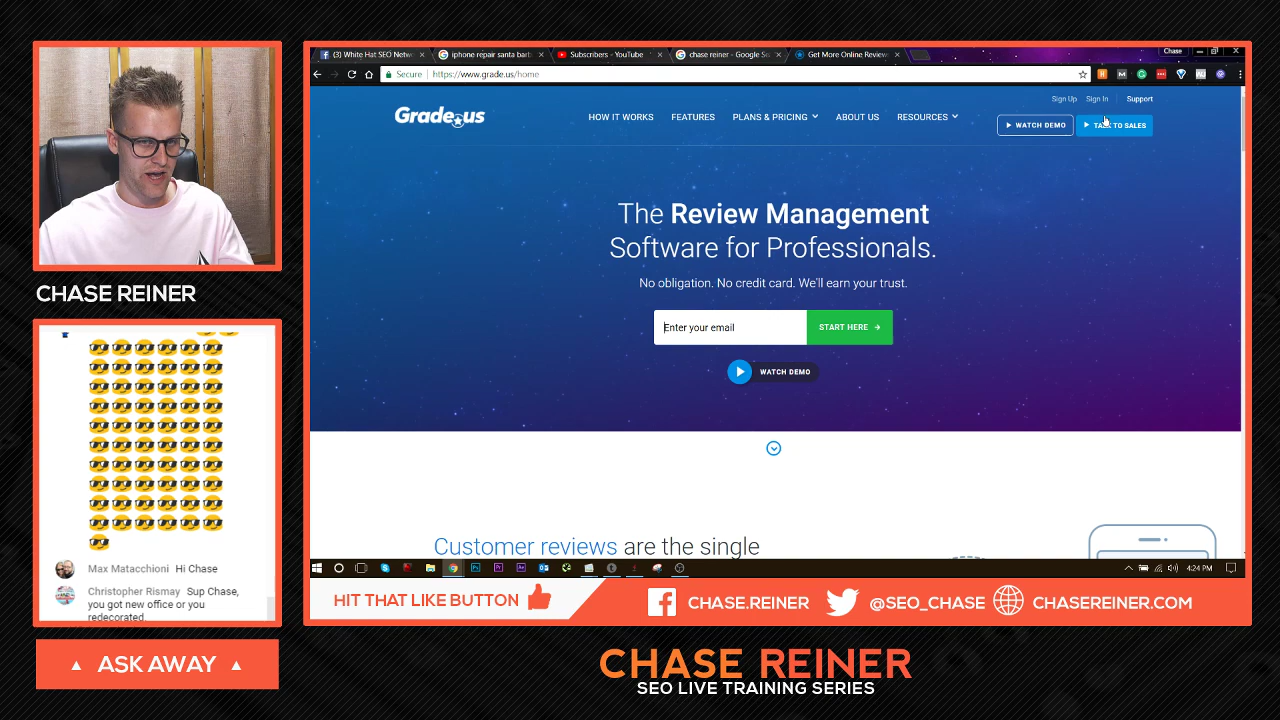 CHASE REINER
Max Matacchioni Hi Chase
Christopher Rismay Sup Chase,
you got new office or you
redecorated.
▲ ASK AWAY ▲
(3) White Hat SEO Netw
iphone repair santa barb
Subscribers - YouTube
chase reiner - Google Se
Get More Online Review
Chase
Secure https://www.grade.us/home
Sign Up Sign In Support
Grade.us
HOW IT WORKS FEATURES PLANS & PRICING ABOUT US RESOURCES
WATCH DEMO
TALK TO SALES
The Review Management
Software for Professionals.
No obligation. No credit card. We'll earn your trust.
Enter your email
START HERE →
WATCH DEMO
Customer reviews are the single
4:24 PM
HIT THAT LIKE BUTTON
CHASE.REINER
@SEO_CHASE
CHASEREINER.COM
CHASE REINER
SEO LIVE TRAINING SERIES